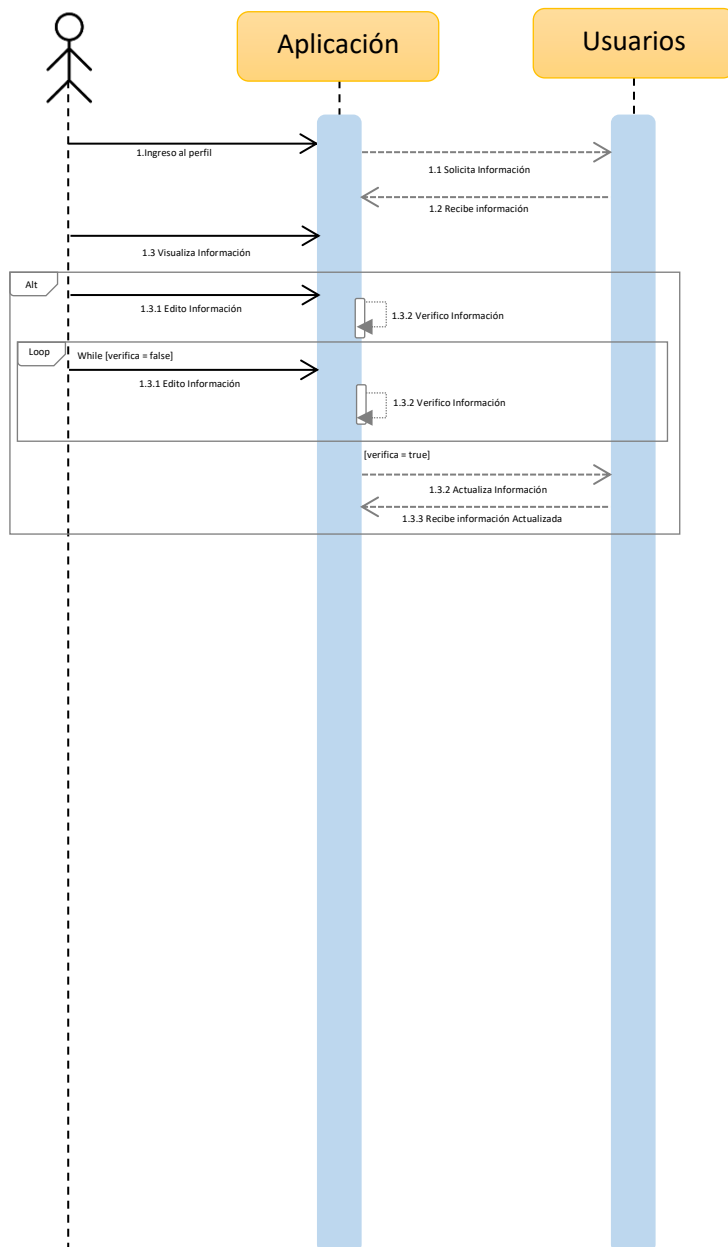 Aplicación
Usuarios
1.Ingreso al perfil
1.1 Solicita Información
1.2 Recibe información
1.3 Visualiza Información
Alt
1.3.1 Edito Información
1.3.2 Verifico Información
Loop
While [verifica = false]
1.3.1 Edito Información
1.3.2 Verifico Información
[verifica = true]
1.3.2 Actualiza Información
1.3.3 Recibe información Actualizada